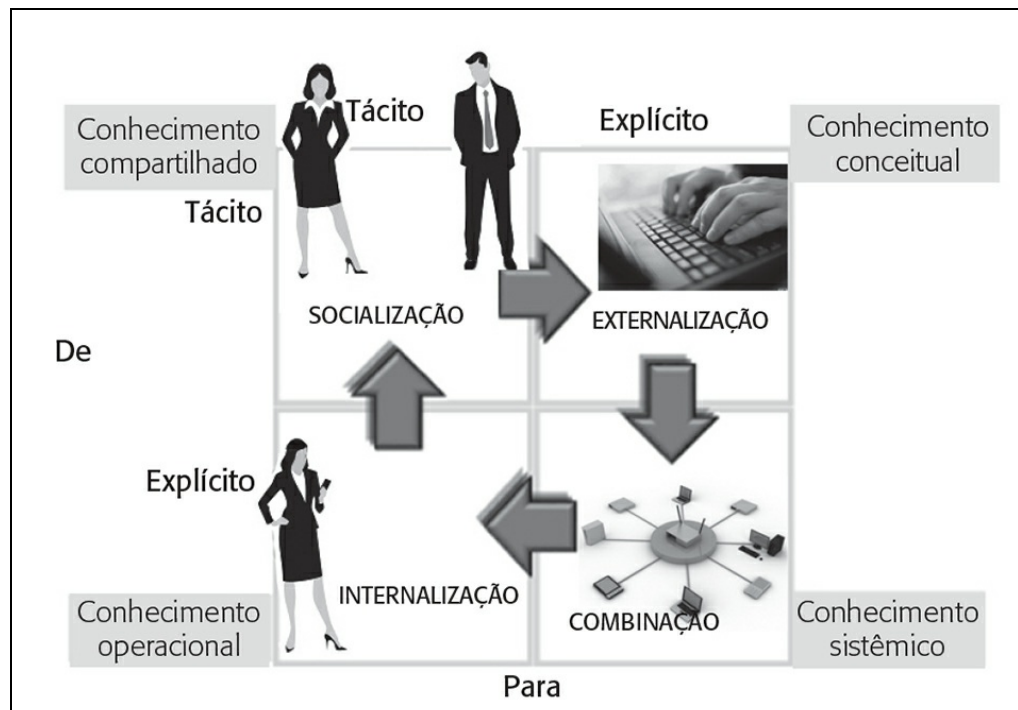 Tácito
Explícito
Conhecimento
compartilhado
Conhecimento
conceitual
Tácito
SOCIALIZAÇÃO
EXTERNALIZAÇÃO
De
Explícito
INTERNALIZAÇÃO
COMBINAÇÃO
Conhecimento
operacional
Conhecimento
sistêmico
Para